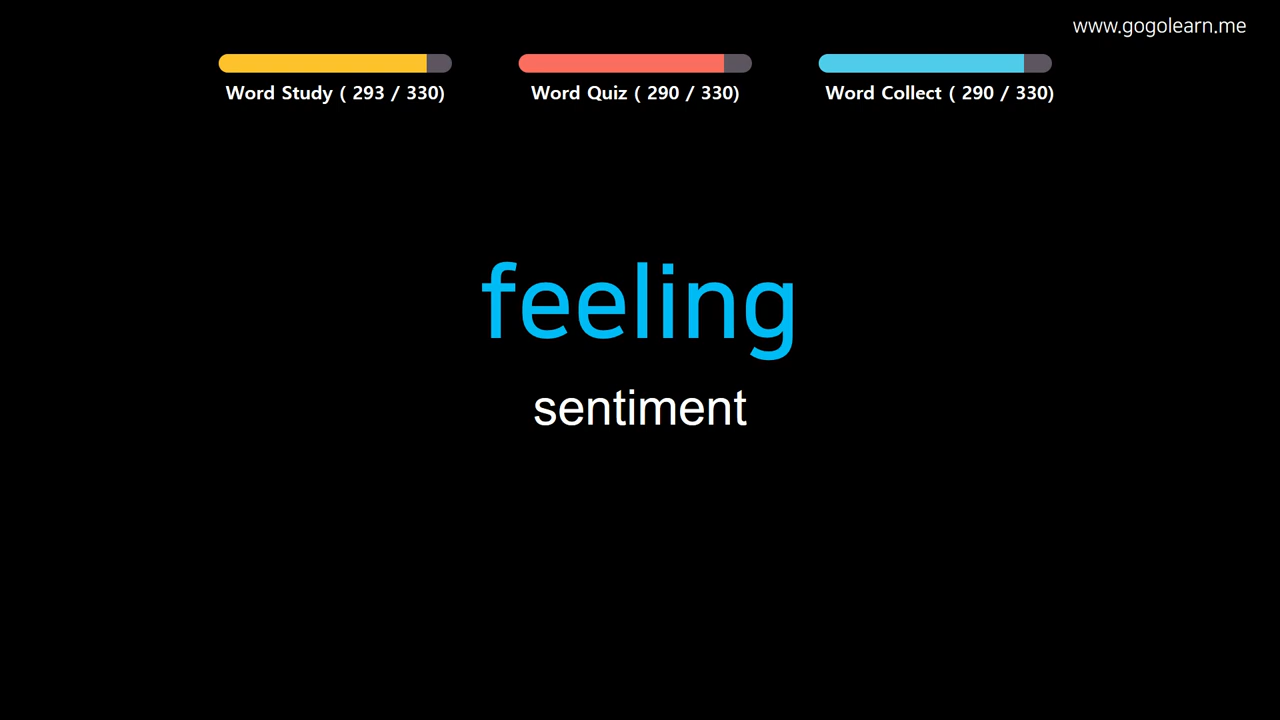 www.gogolearn.me
Word Study ( 293 / 330)
Word Quiz ( 290 / 330)
Word Collect ( 290 / 330)
feeling
sentiment